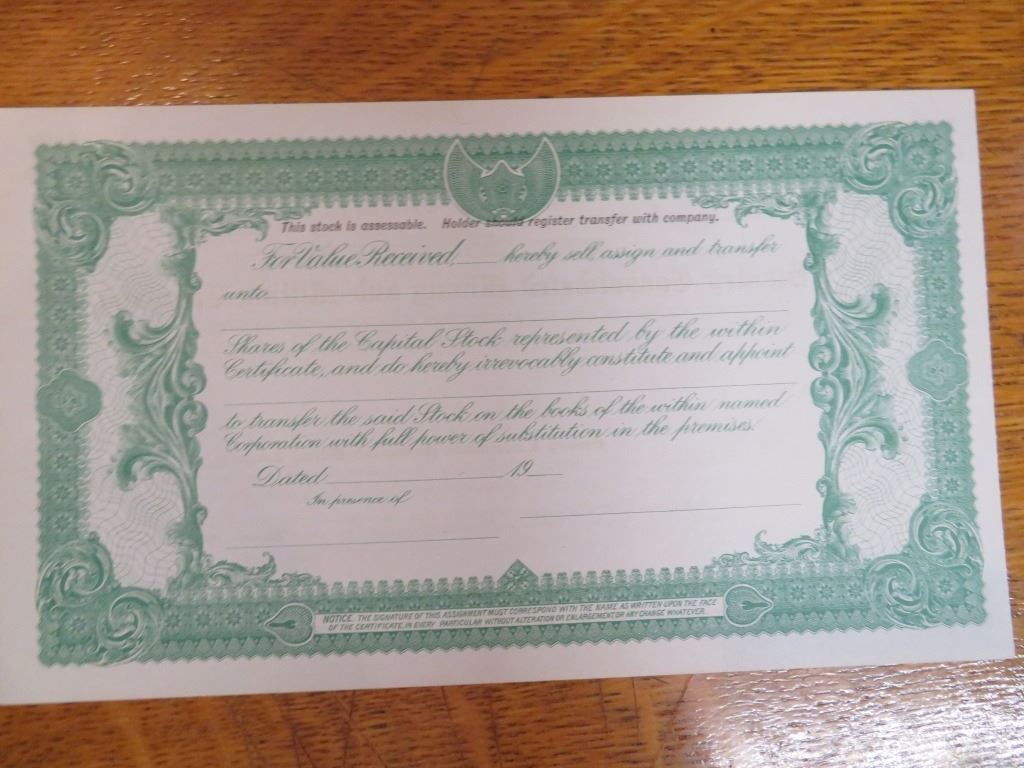 This stock is assessable. Holder should register transfer with company.
For Value Received, ___ hereby sell, assign and transfer
unto
Shares of the Capital Stock represented by the within
Certificate, and do hereby irrevocably constitute and appoint
to transfer the said Stock on the books of the within named
Corporation with full power of substitution in the premises.
Dated ___ 19__
In presence of
NOTICE. THE SIGNATURE OF THIS ASSIGNMENT MUST CORRESPOND WITH THE NAME AS WRITTEN UPON THE FACE
OF THE CERTIFICATE, IN EVERY PARTICULAR WITHOUT ALTERATION OR ENLARGEMENT OR ANY CHANGE WHATEVER.